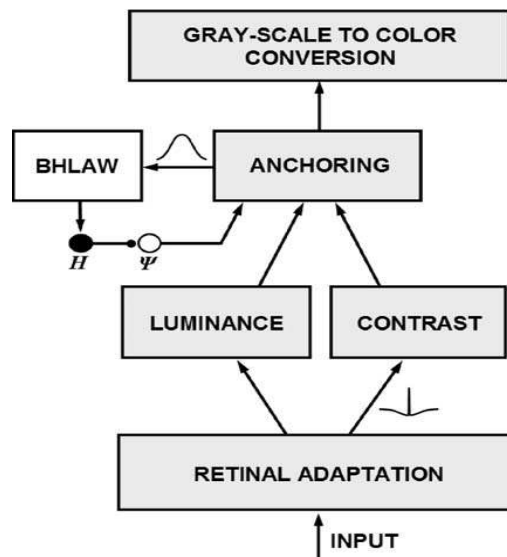 GRAY-SCALE TO COLOR
CONVERSION
BHLAW
ANCHORING
H
Ψ
LUMINANCE
CONTRAST
RETINAL ADAPTATION
INPUT